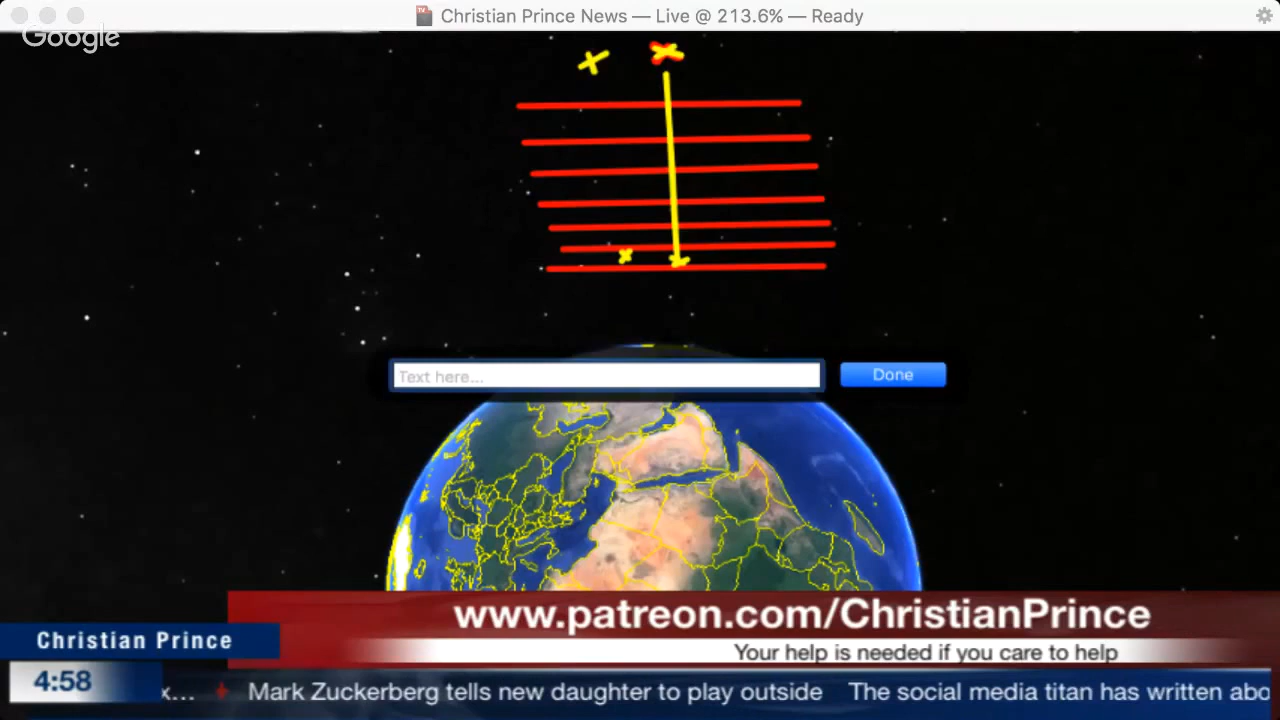 Christian Prince News — Live @ 213.6% — Ready
Google
Text here...
Done
www.patreon.com/ChristianPrince
Your help is needed if you care to help
Christian Prince
4:58
x... Mark Zuckerberg tells new daughter to play outside The social media titan has written abo